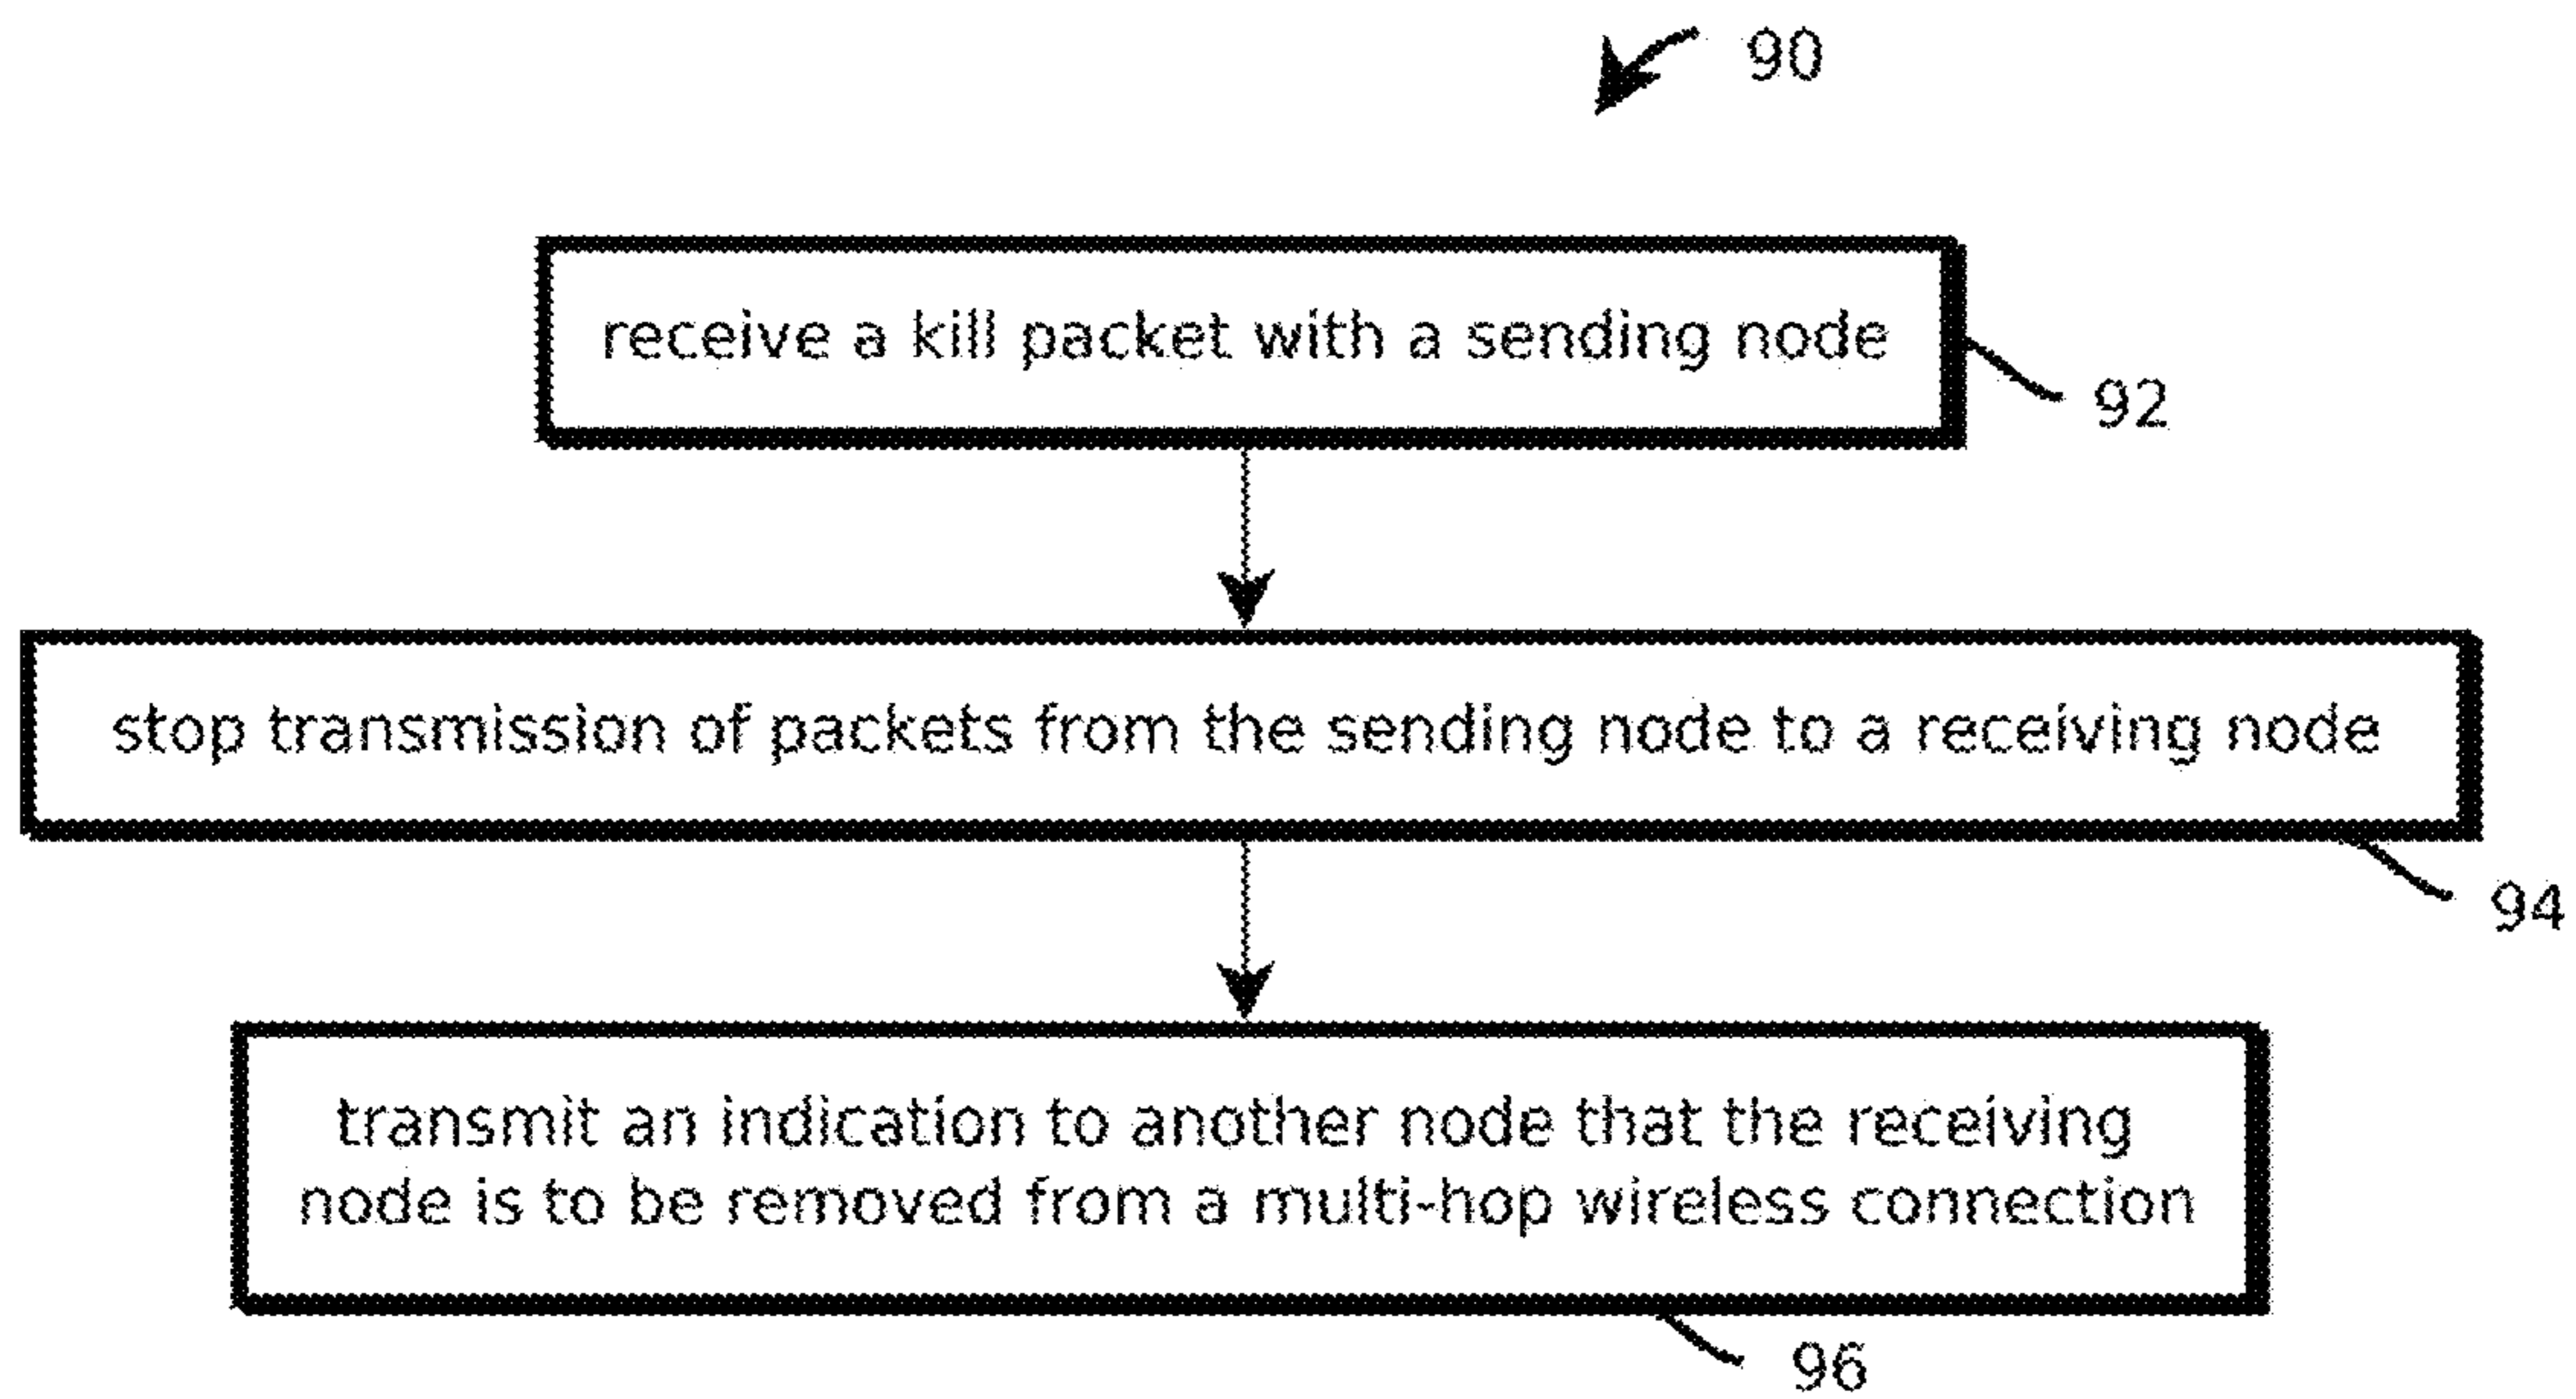 90
receive a kill packet with a sending node
92
stop transmission of packets from the sending node to a receiving node
94
transmit an indication to another node that the receiving
node is to be removed from a multi-hop wireless connection
96